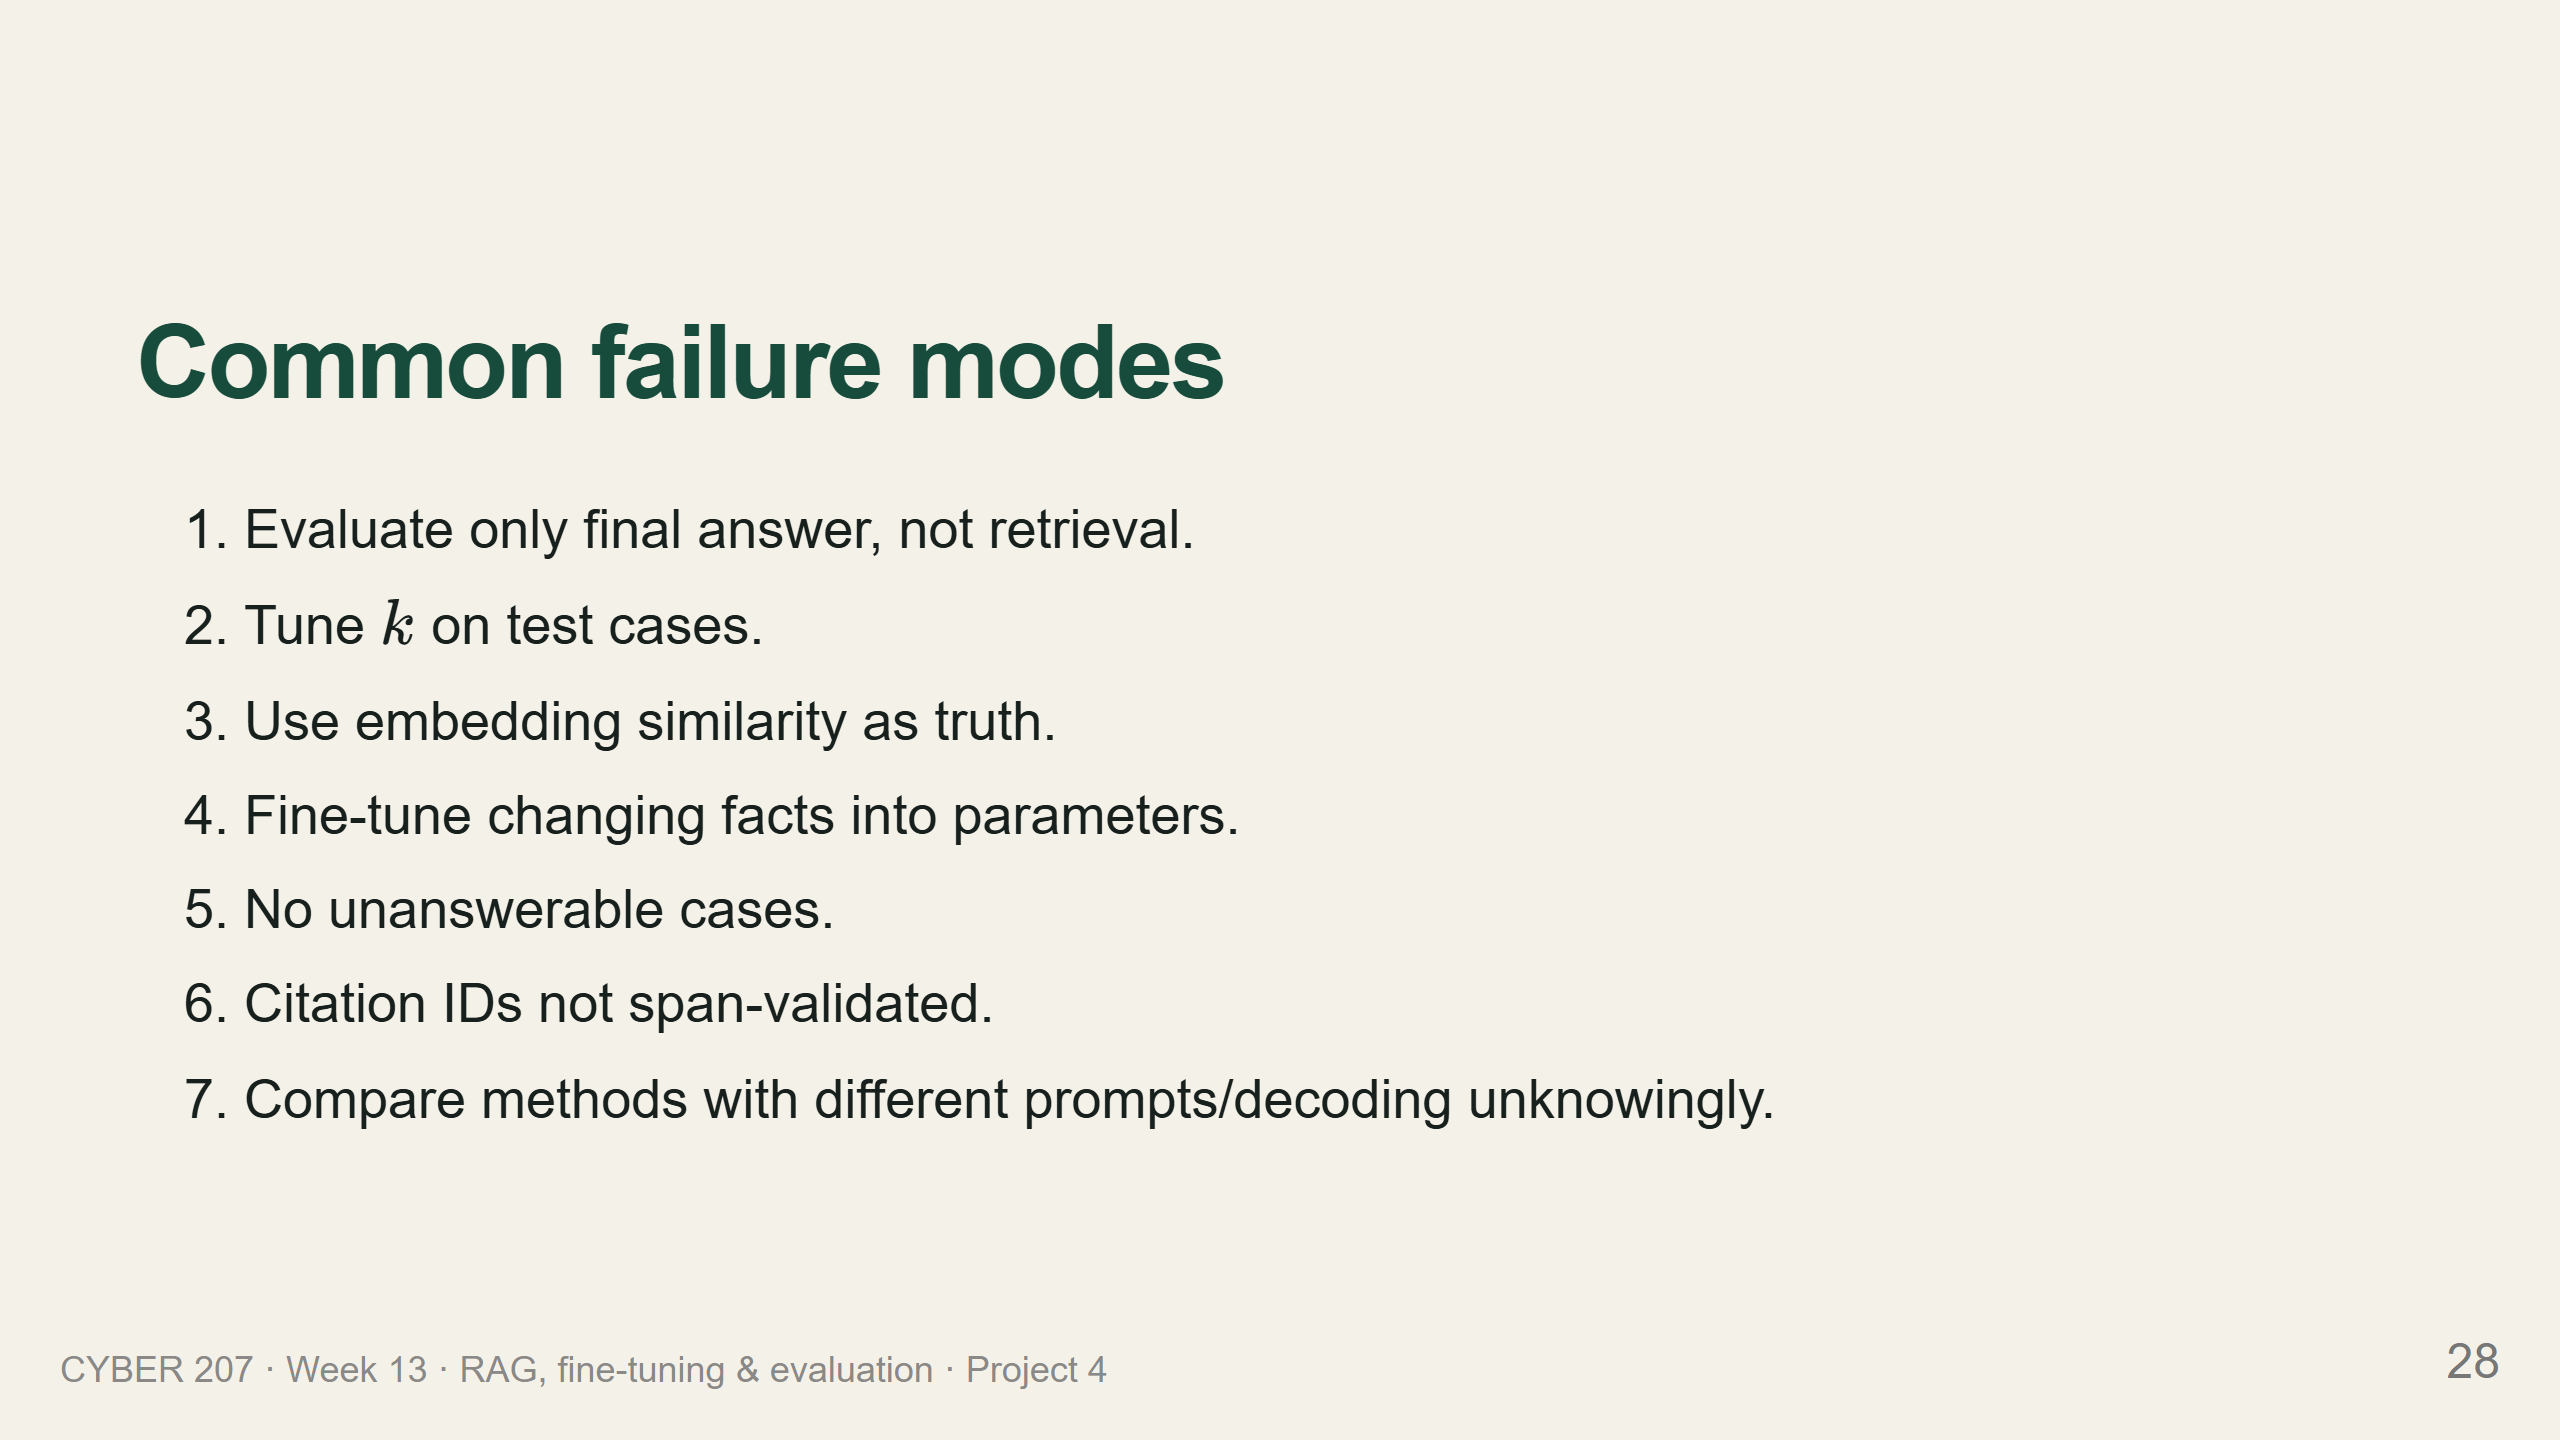 Common failure modes
1. Evaluate only final answer, not retrieval.
2. Tune k on test cases.
3. Use embedding similarity as truth.
4. Fine-tune changing facts into parameters.
5. No unanswerable cases.
6. Citation IDs not span-validated.
7. Compare methods with different prompts/decoding unknowingly.
CYBER 207 · Week 13 · RAG, fine-tuning & evaluation · Project 4
28